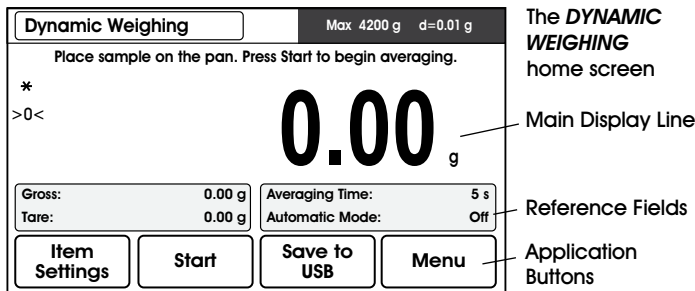 Dynamic Weighing
Max 4200 g d=0.01 g
Place sample on the pan. Press Start to begin averaging.
*
>0<
0.00 g
Gross: 0.00 g
Tare: 0.00 g
Averaging Time: 5 s
Automatic Mode: Off
Item
Settings
Start
Save to
USB
Menu
The DYNAMIC
WEIGHING
home screen
Main Display Line
Reference Fields
Application
Buttons